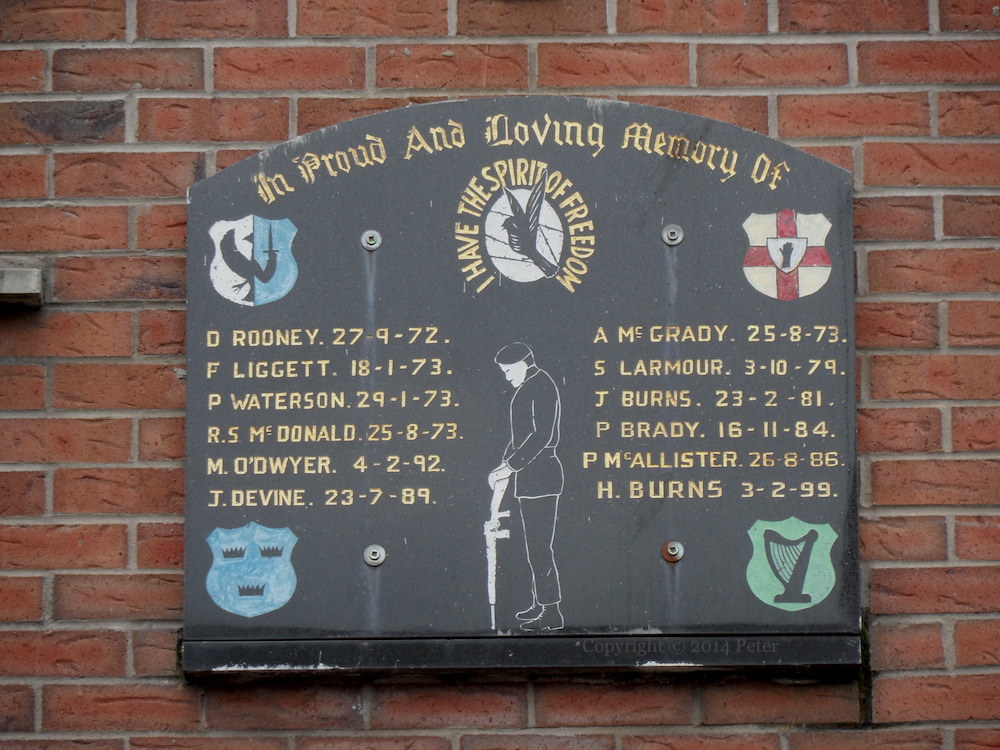 In Proud And Loving Memory Of
I HAVE THE SPIRIT OF FREEDOM
D ROONEY. 27-9-72.
F LIGGETT. 18-1-73.
P WATERSON. 29-1-73.
R.S McDONALD. 25-8-73.
M. O'DWYER. 4-2-92.
J. DEVINE. 23-7-89.
A McGRADY. 25-8-73.
S LARMOUR. 3-10-79.
J BURNS. 23-2-81.
P BRADY. 16-11-84.
P McALLISTER. 26-8-86.
H. BURNS 3-2-99.
Copyright © 2014 Peter